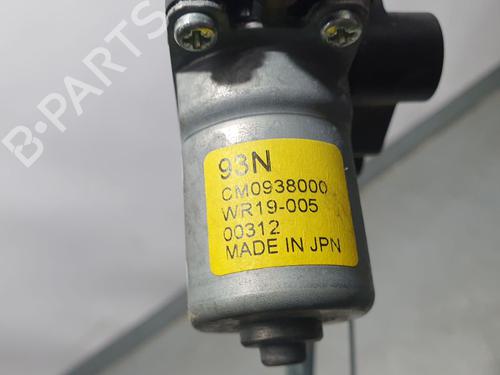 B-PARTS
93N
CM0938000
WR19-005
00312
MADE IN JPN